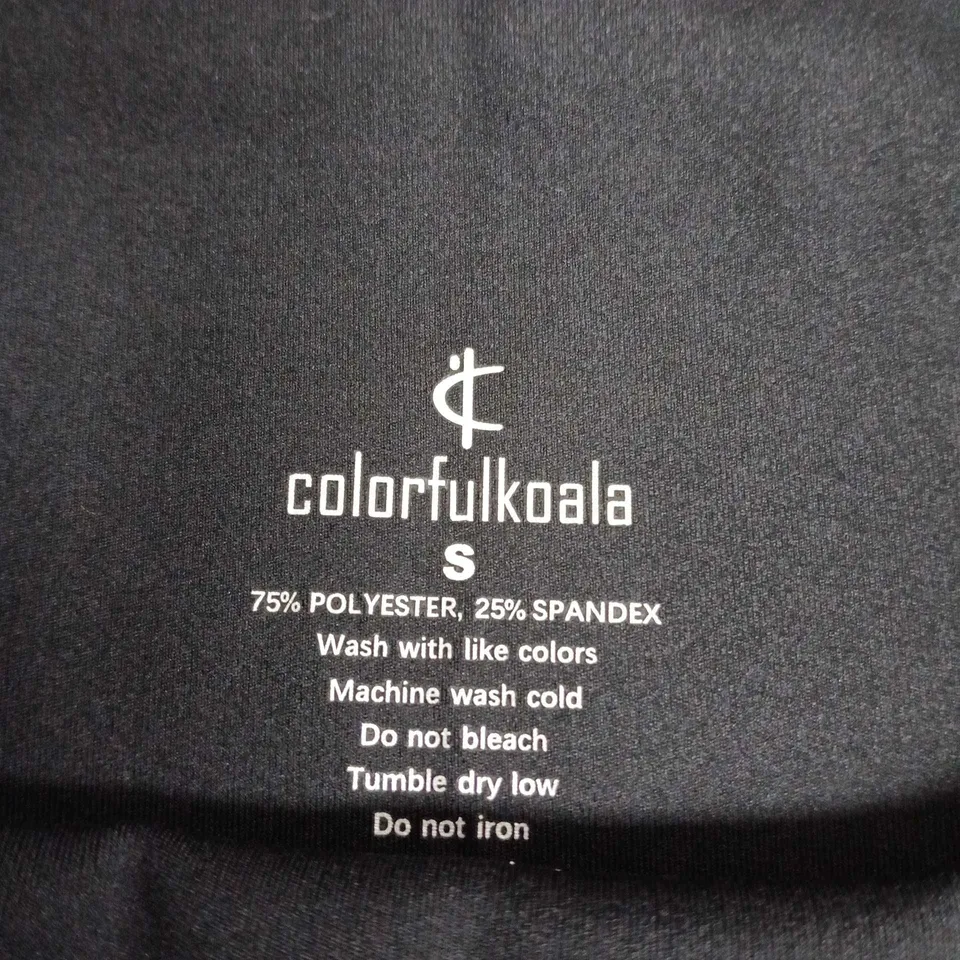 colorfulkoala
S
75% POLYESTER, 25% SPANDEX
Wash with like colors
Machine wash cold
Do not bleach
Tumble dry low
Do not iron